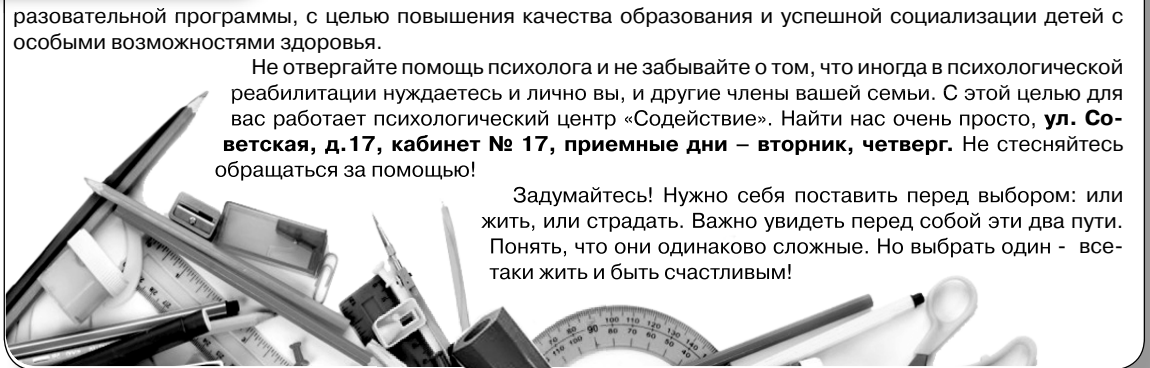 разовательной программы, с целью повышения качества образования и успешной социализации детей с
особыми возможностями здоровья.
Не отвергайте помощь психолога и не забывайте о том, что иногда в психологической
реабилитации нуждаетесь и лично вы, и другие члены вашей семьи. С этой целью для
вас работает психологический центр «Содействие». Найти нас очень просто, ул. Со-
ветская, д.17, кабинет № 17, приемные дни – вторник, четверг. Не стесняйтесь
обращаться за помощью!
Задумайтесь! Нужно себя поставить перед выбором: или
жить, или страдать. Важно увидеть перед собой эти два пути.
Понять, что они одинаково сложные. Но выбрать один - все-
таки жить и быть счастливым!